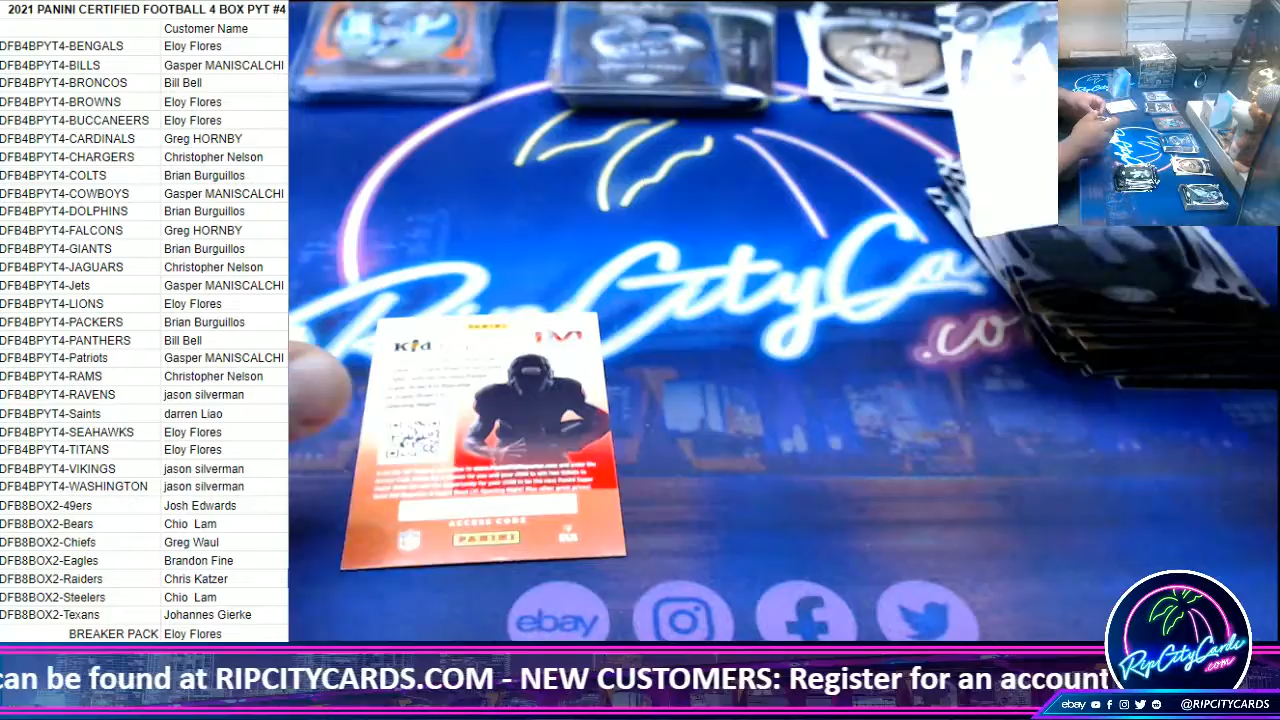 2021 PANINI CERTIFIED FOOTBALL 4 BOX PYT #4
Customer Name
DFB4BPYT4-BENGALS Eloy Flores
DFB4BPYT4-BILLS Gasper MANISCALCHI
DFB4BPYT4-BRONCOS Bill Bell
DFB4BPYT4-BROWNS Eloy Flores
DFB4BPYT4-BUCCANEERS Eloy Flores
DFB4BPYT4-CARDINALS Greg HORNBY
DFB4BPYT4-CHARGERS Christopher Nelson
DFB4BPYT4-COLTS Brian Burguillos
DFB4BPYT4-COWBOYS Gasper MANISCALCHI
DFB4BPYT4-DOLPHINS Brian Burguillos
DFB4BPYT4-FALCONS Greg HORNBY
DFB4BPYT4-GIANTS Brian Burguillos
DFB4BPYT4-JAGUARS Christopher Nelson
DFB4BPYT4-Jets Gasper MANISCALCHI
DFB4BPYT4-LIONS Eloy Flores
DFB4BPYT4-PACKERS Brian Burguillos
DFB4BPYT4-PANTHERS Bill Bell
DFB4BPYT4-Patriots Gasper MANISCALCHI
DFB4BPYT4-RAMS Christopher Nelson
DFB4BPYT4-RAVENS jason silverman
DFB4BPYT4-Saints darren Liao
DFB4BPYT4-SEAHAWKS Eloy Flores
DFB4BPYT4-TITANS Eloy Flores
DFB4BPYT4-VIKINGS jason silverman
DFB4BPYT4-WASHINGTON jason silverman
DFB8BOX2-49ers Josh Edwards
DFB8BOX2-Bears Chio Lam
DFB8BOX2-Chiefs Greg Waul
DFB8BOX2-Eagles Brandon Fine
DFB8BOX2-Raiders Chris Katzer
DFB8BOX2-Steelers Chio Lam
DFB8BOX2-Texans Johannes Gierke
BREAKER PACK Eloy Flores
RipCityCa
.co
PANINI
Kid
ACCESS CODE
NFL
PANINI
ebay
RipCityCards
.com
can be found at RIPCITYCARDS.COM - NEW CUSTOMERS: Register for an account
ebay @RIPCITYCARDS